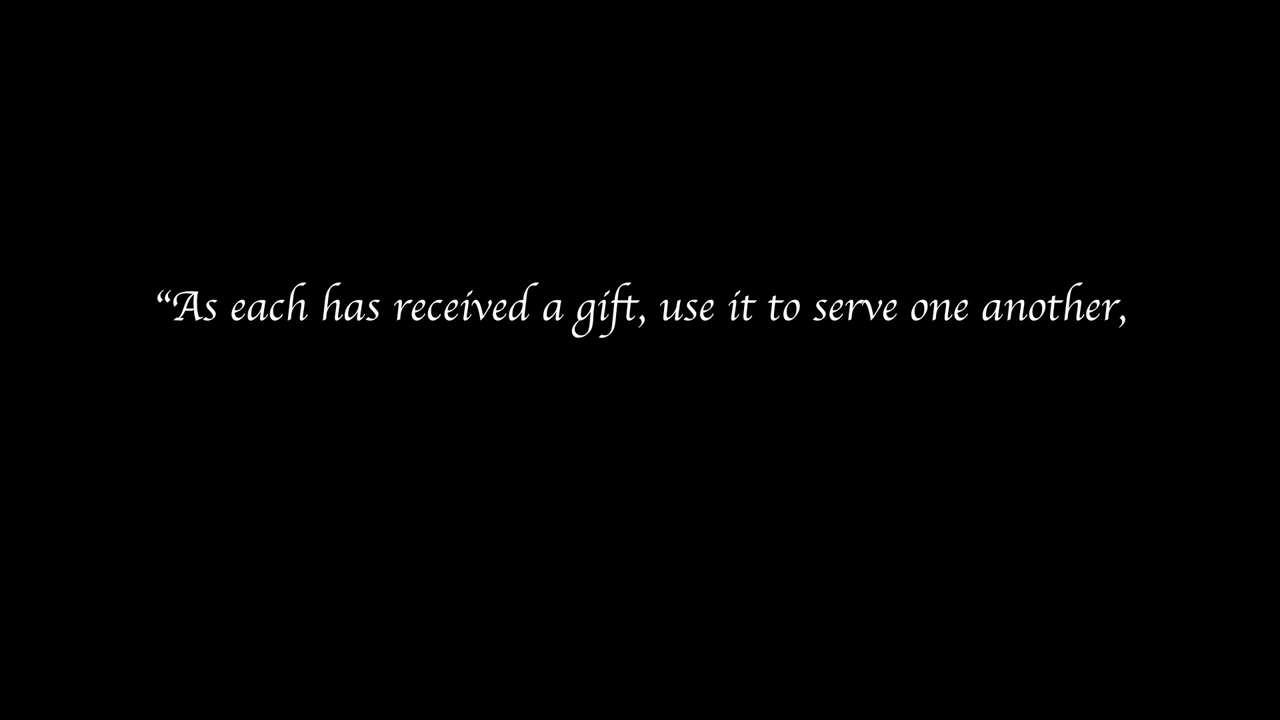 “As each has received a gift, use it to serve one another,